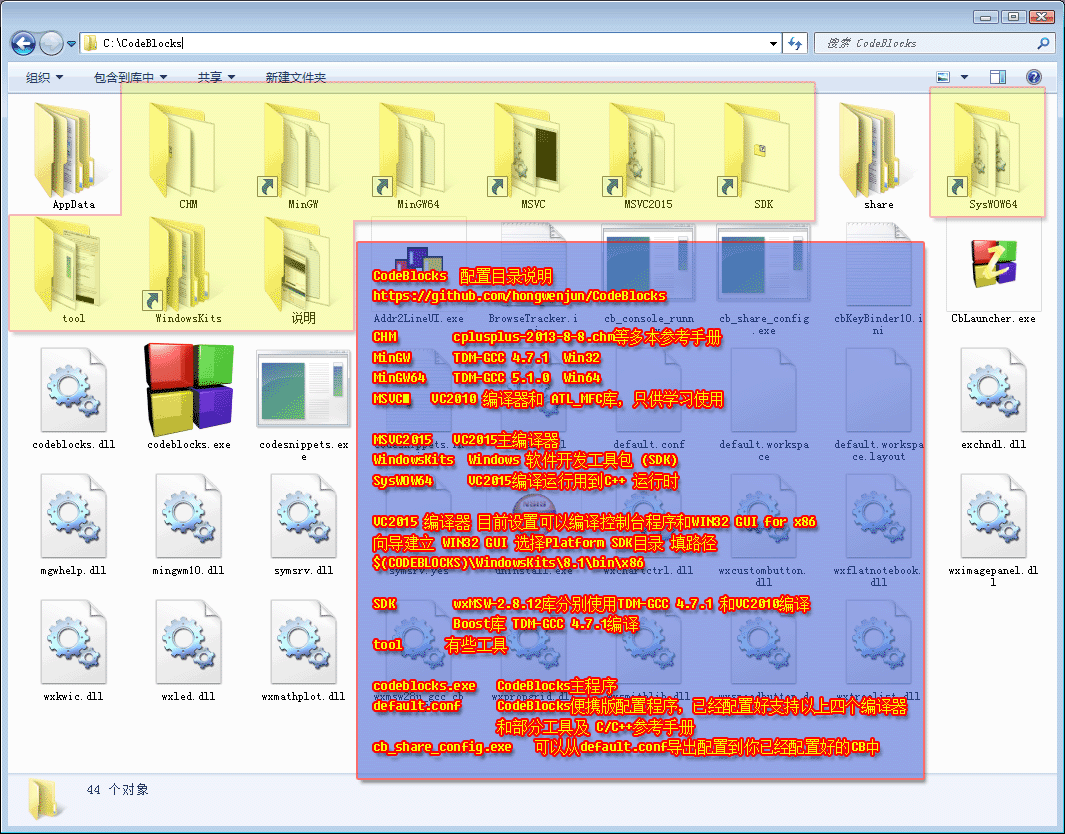 C:\CodeBlocks
搜索 CodeBlocks
组织 包含到库中 共享 新建文件夹
AppData CHM MinGW MinGW64 MSVC MSVC2015 SDK share SysWOW64
tool WindowsKits 说明 Addr2LineUI.exe BrowseTracker.i cb_console_runn cb_share_config.exe cbKeyBinder10.ini CbLauncher.exe
codeblocks.dll codeblocks.exe codesnippets.exe default.conf default.workspace default.workspace.layout exchndl.dll
mgwhelp.dll mingwm10.dll symsrv.dll symsrv.yes uninstall.exe wxchartctrl.dll wxcustombutton.dll wxflatnotebook.dll wximagepanel.dll
wxkwic.dll wxled.dll wxmathplot.dll
CodeBlocks 配置目录说明
https://github.com/hongwenjun/CodeBlocks
CHM cplusplus-2013-8-8.chm等多本参考手册
MinGW TDM-GCC 4.7.1 Win32
MinGW64 TDM-GCC 5.1.0 Win64
MSVC VC2010 编译器和 ATL_MFC库，只供学习使用
MSVC2015 VC2015主编译器
WindowsKits Windows 软件开发工具包 (SDK)
SysWOW64 VC2015编译运行用到C++ 运行时
VC2015 编译器 目前设置可以编译控制台程序和WIN32 GUI for x86
向导建立 WIN32 GUI 选择Platform SDK目录 填路径
$(CODEBLOCKS)\WindowsKits\8.1\bin\x86
SDK wxMSW-2.8.12库分别使用TDM-GCC 4.7.1 和VC2010编译
Boost库 TDM-GCC 4.7.1编译
tool 有些工具
codeblocks.exe CodeBlocks主程序
default.conf CodeBlocks便携版配置程序，已经配置好支持以上四个编译器
和部分工具及 C/C++参考手册
cb_share_config.exe 可以从default.conf导出配置到你已经配置好的CB中
44 个对象